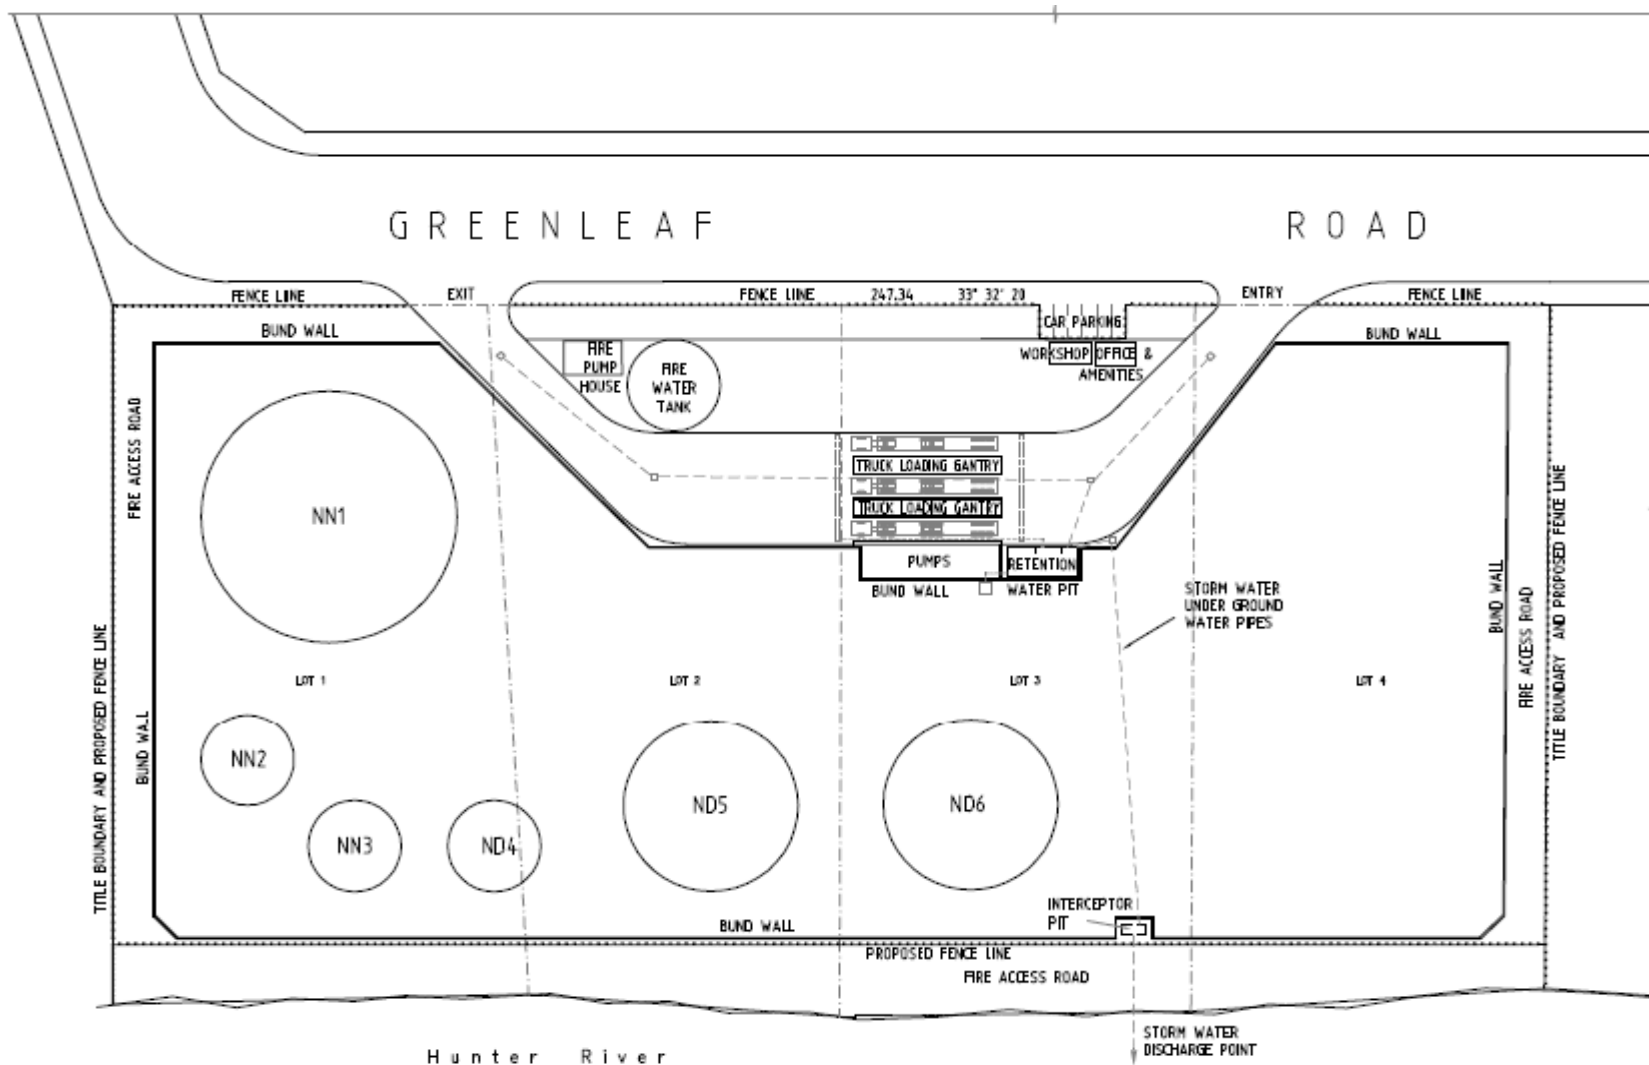 GREENLEAF ROAD
FENCE LIINE
EXIT
FENCE LIINE
247.34
33° 32' 20
ENTRY
FENCE LIINE
BUND WALL
CAR PARKING
BUND WALL
FIRE
PUMP
HOUSE
FIRE
WATER
TANK
WORKSHOP
OFFICE &
AMENITIES
FIRE ACCESS ROAD
TRUCK LOADING GANTRY
TRUCK LOADING GANTRY
NN1
PUMPS
RETENTION
WATER PIT
BUND WALL
STORM WATER
UNDER GROUND
WATER PIPES
BUND WALL
FIRE ACCESS ROAD
TITLE BOUNDARY AND PROPOSED FENCE LINE
TITLE BOUNDARY AND PROPOSED FENCE LINE
LOT 1
LOT 2
LOT 3
LOT 4
BUND WALL
NN2
NN3
ND4
ND5
ND6
INTERCEPTOR
PIT
BUND WALL
PROPOSED FENCE LINE
FIRE ACCESS ROAD
STORM WATER
DISCHARGE POINT
Hunter River